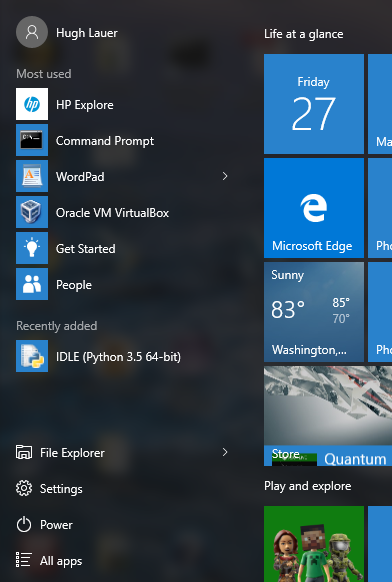 Hugh Lauer
Most used
hp
HP Explore
Command Prompt
WordPad
Oracle VM VirtualBox
Get Started
People
Recently added
IDLE (Python 3.5 64-bit)
File Explorer
Settings
Power
All apps
Life at a glance
Friday
27
Ma
Microsoft Edge
Pho
Sunny
83°
85°
70°
Washington,...
Pho
Store
Quantum
Play and explore